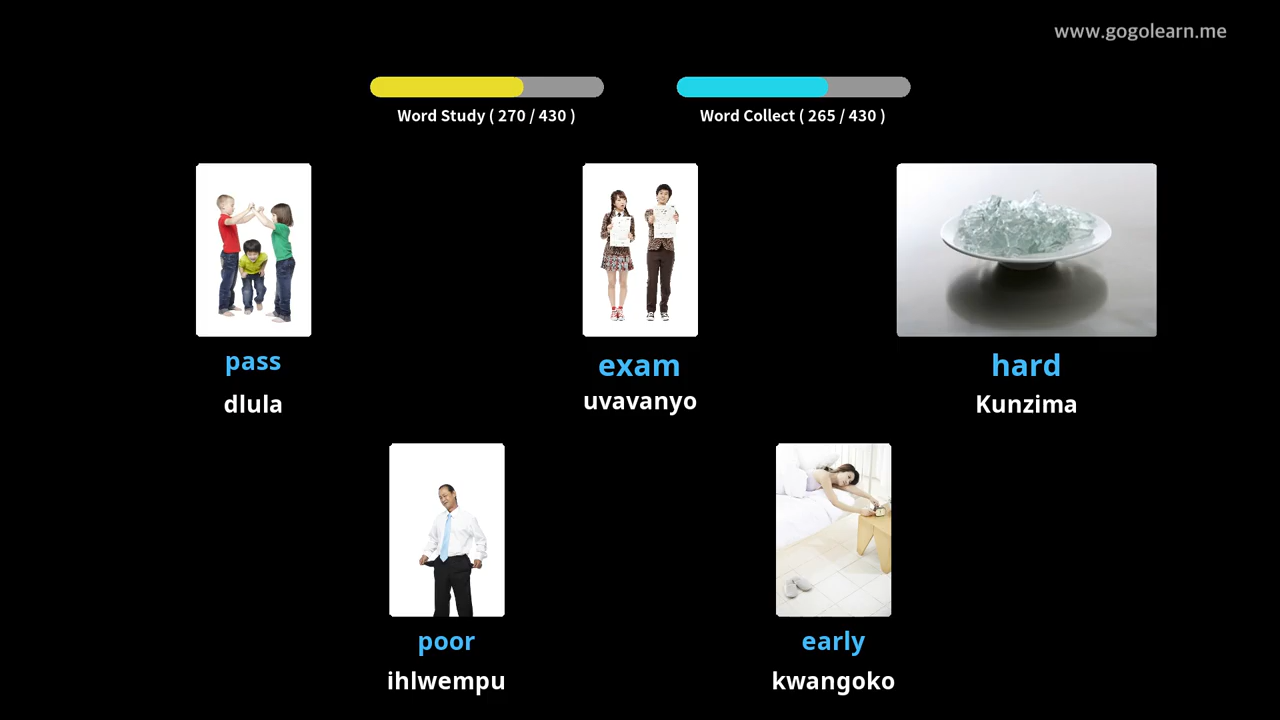 www.gogolearn.me
Word Study ( 270 / 430 )
Word Collect ( 265 / 430 )
pass
exam
hard
dlula
uvavanyo
Kunzima
poor
early
ihlwempu
kwangoko